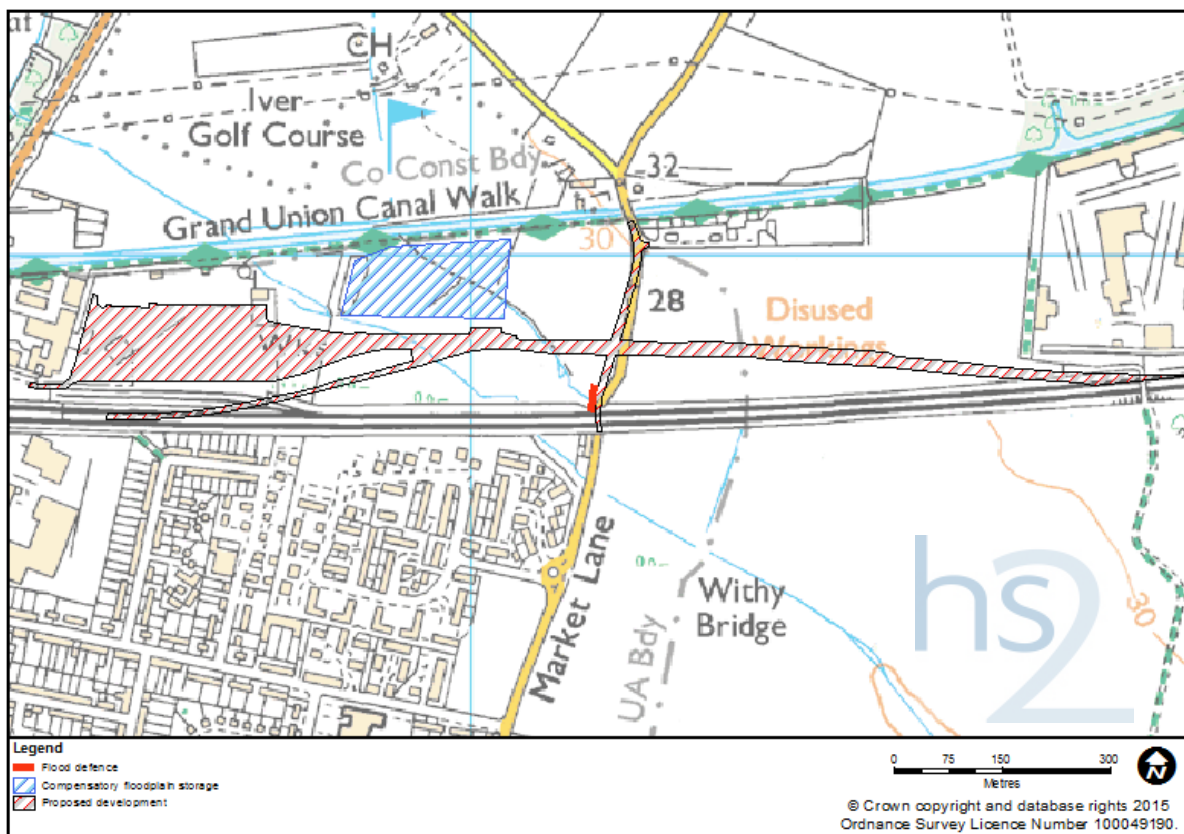 CH
Iver
Golf Course
Co Const Bdy
Grand Union Canal Walk
32
30
28
Disused
Workings
Market Lane
UA Bdy
Withy
Bridge
30
hs2
Legend
Flood defence
Compensatory floodplain storage
Proposed development
0 75 150 300
Metres
N
© Crown copyright and database rights 2015
Ordnance Survey Licence Number 100049190.